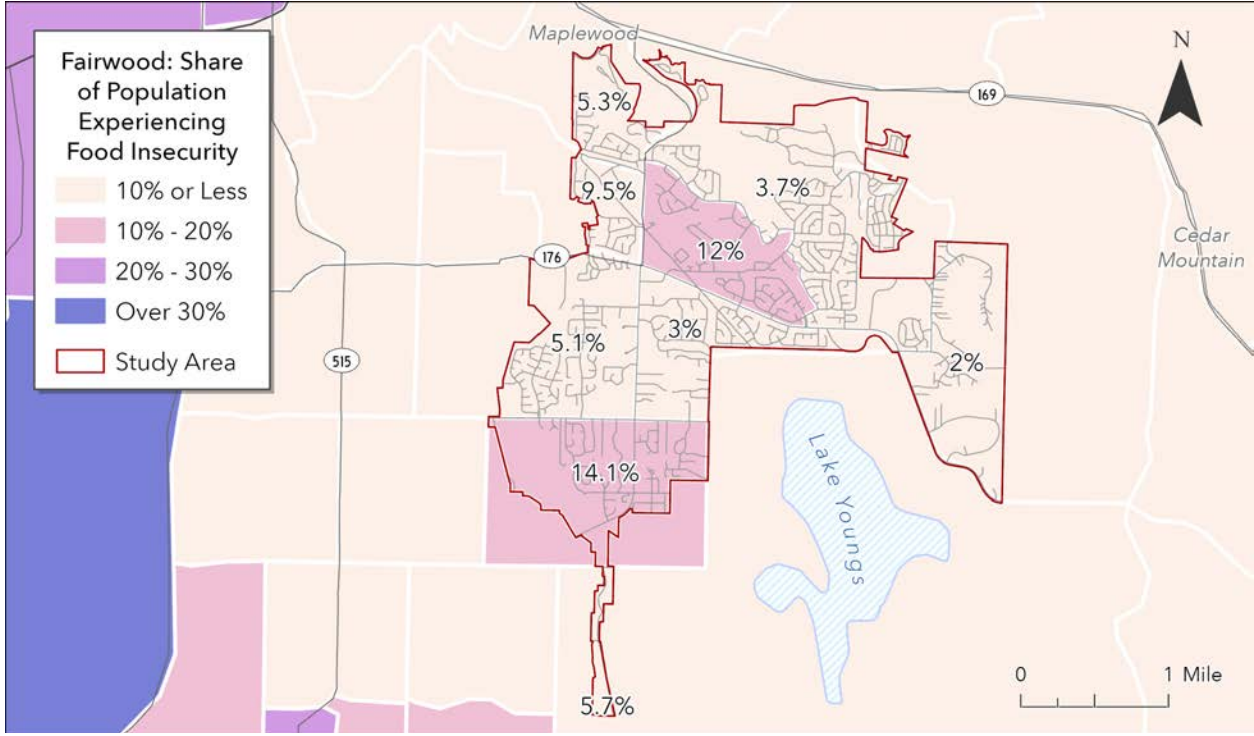 Fairwood: Share
of Population
Experiencing
Food Insecurity
10% or Less
10% - 20%
20% - 30%
Over 30%
Study Area
Maplewood
N
169
5.3%
9.5%
3.7%
12%
Cedar
Mountain
176
515
5.1%
3%
2%
14.1%
Lake Youngs
5.7%
0
1 Mile